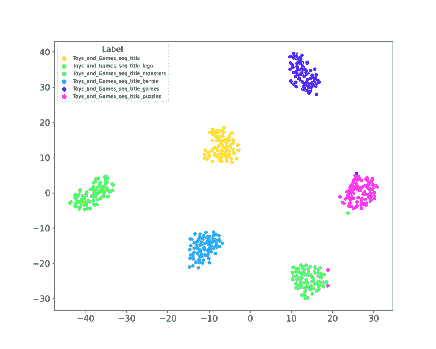 Label
Toys_and_Games_seq_title
Toys_and_Games_seq_title_lego
Toys_and_Games_seq_title_monsters
Toys_and_Games_seq_title_barbie
Toys_and_Games_seq_title_games
Toys_and_Games_seq_title_puzzles
40
30
20
10
0
−10
−20
−30
−40 −30 −20 −10 0 10 20 30